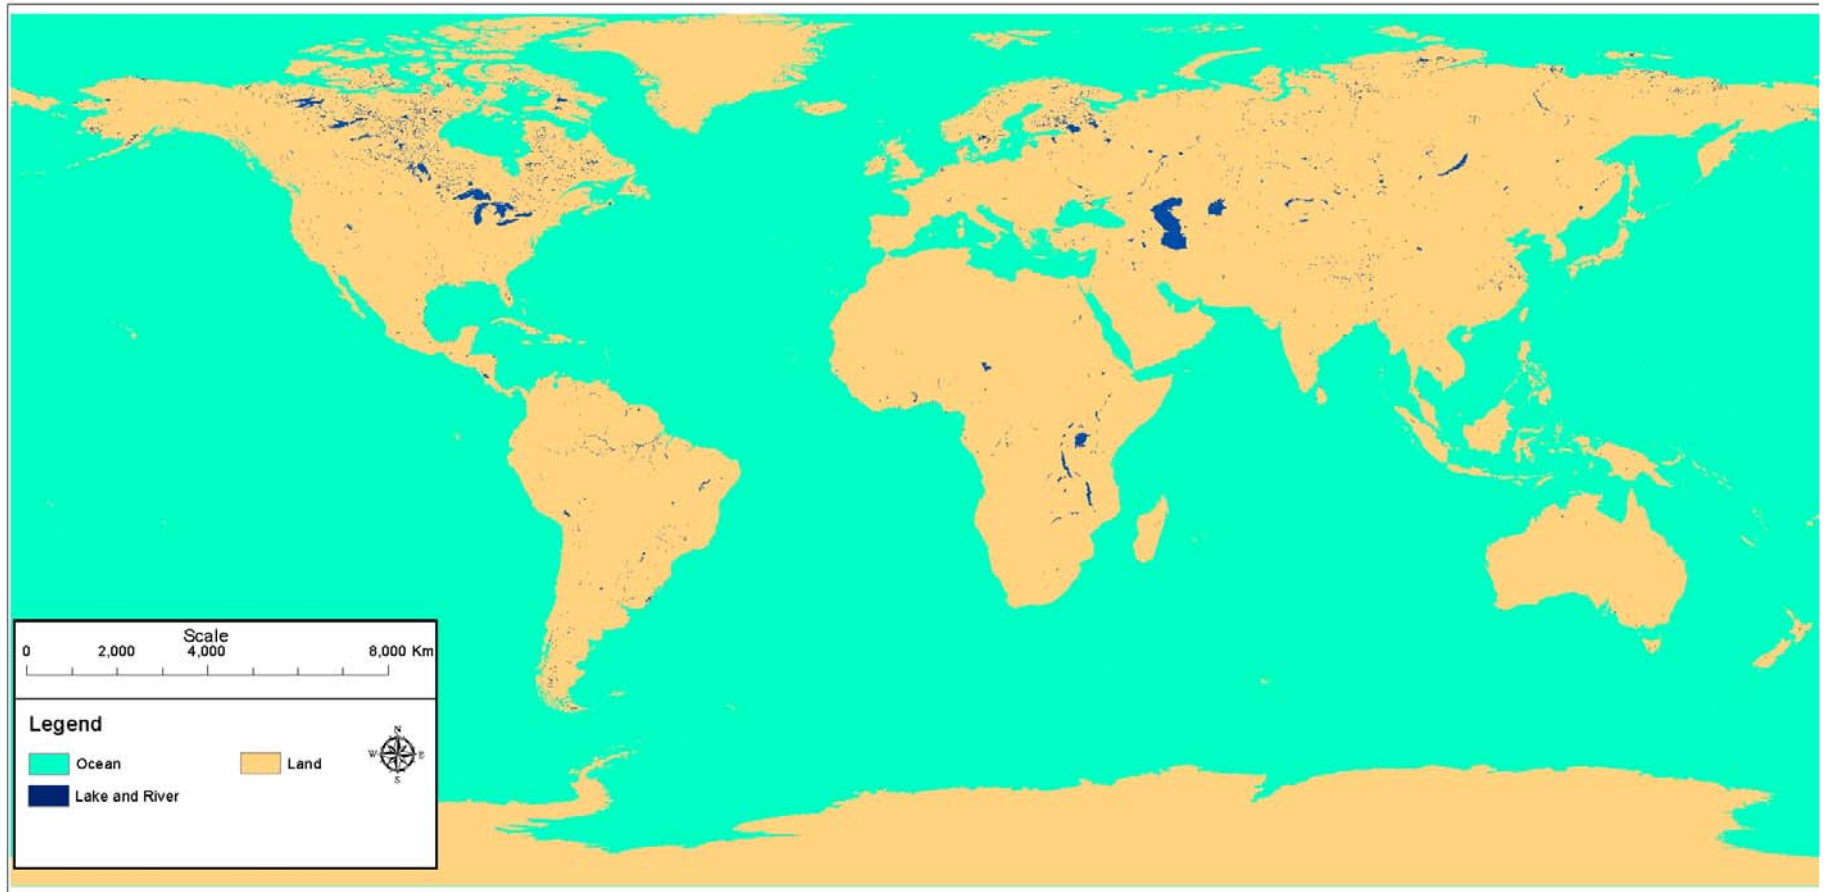 Scale
0 2,000 4,000 8,000 Km
Legend
Ocean
Land
Lake and River
N
W E
S